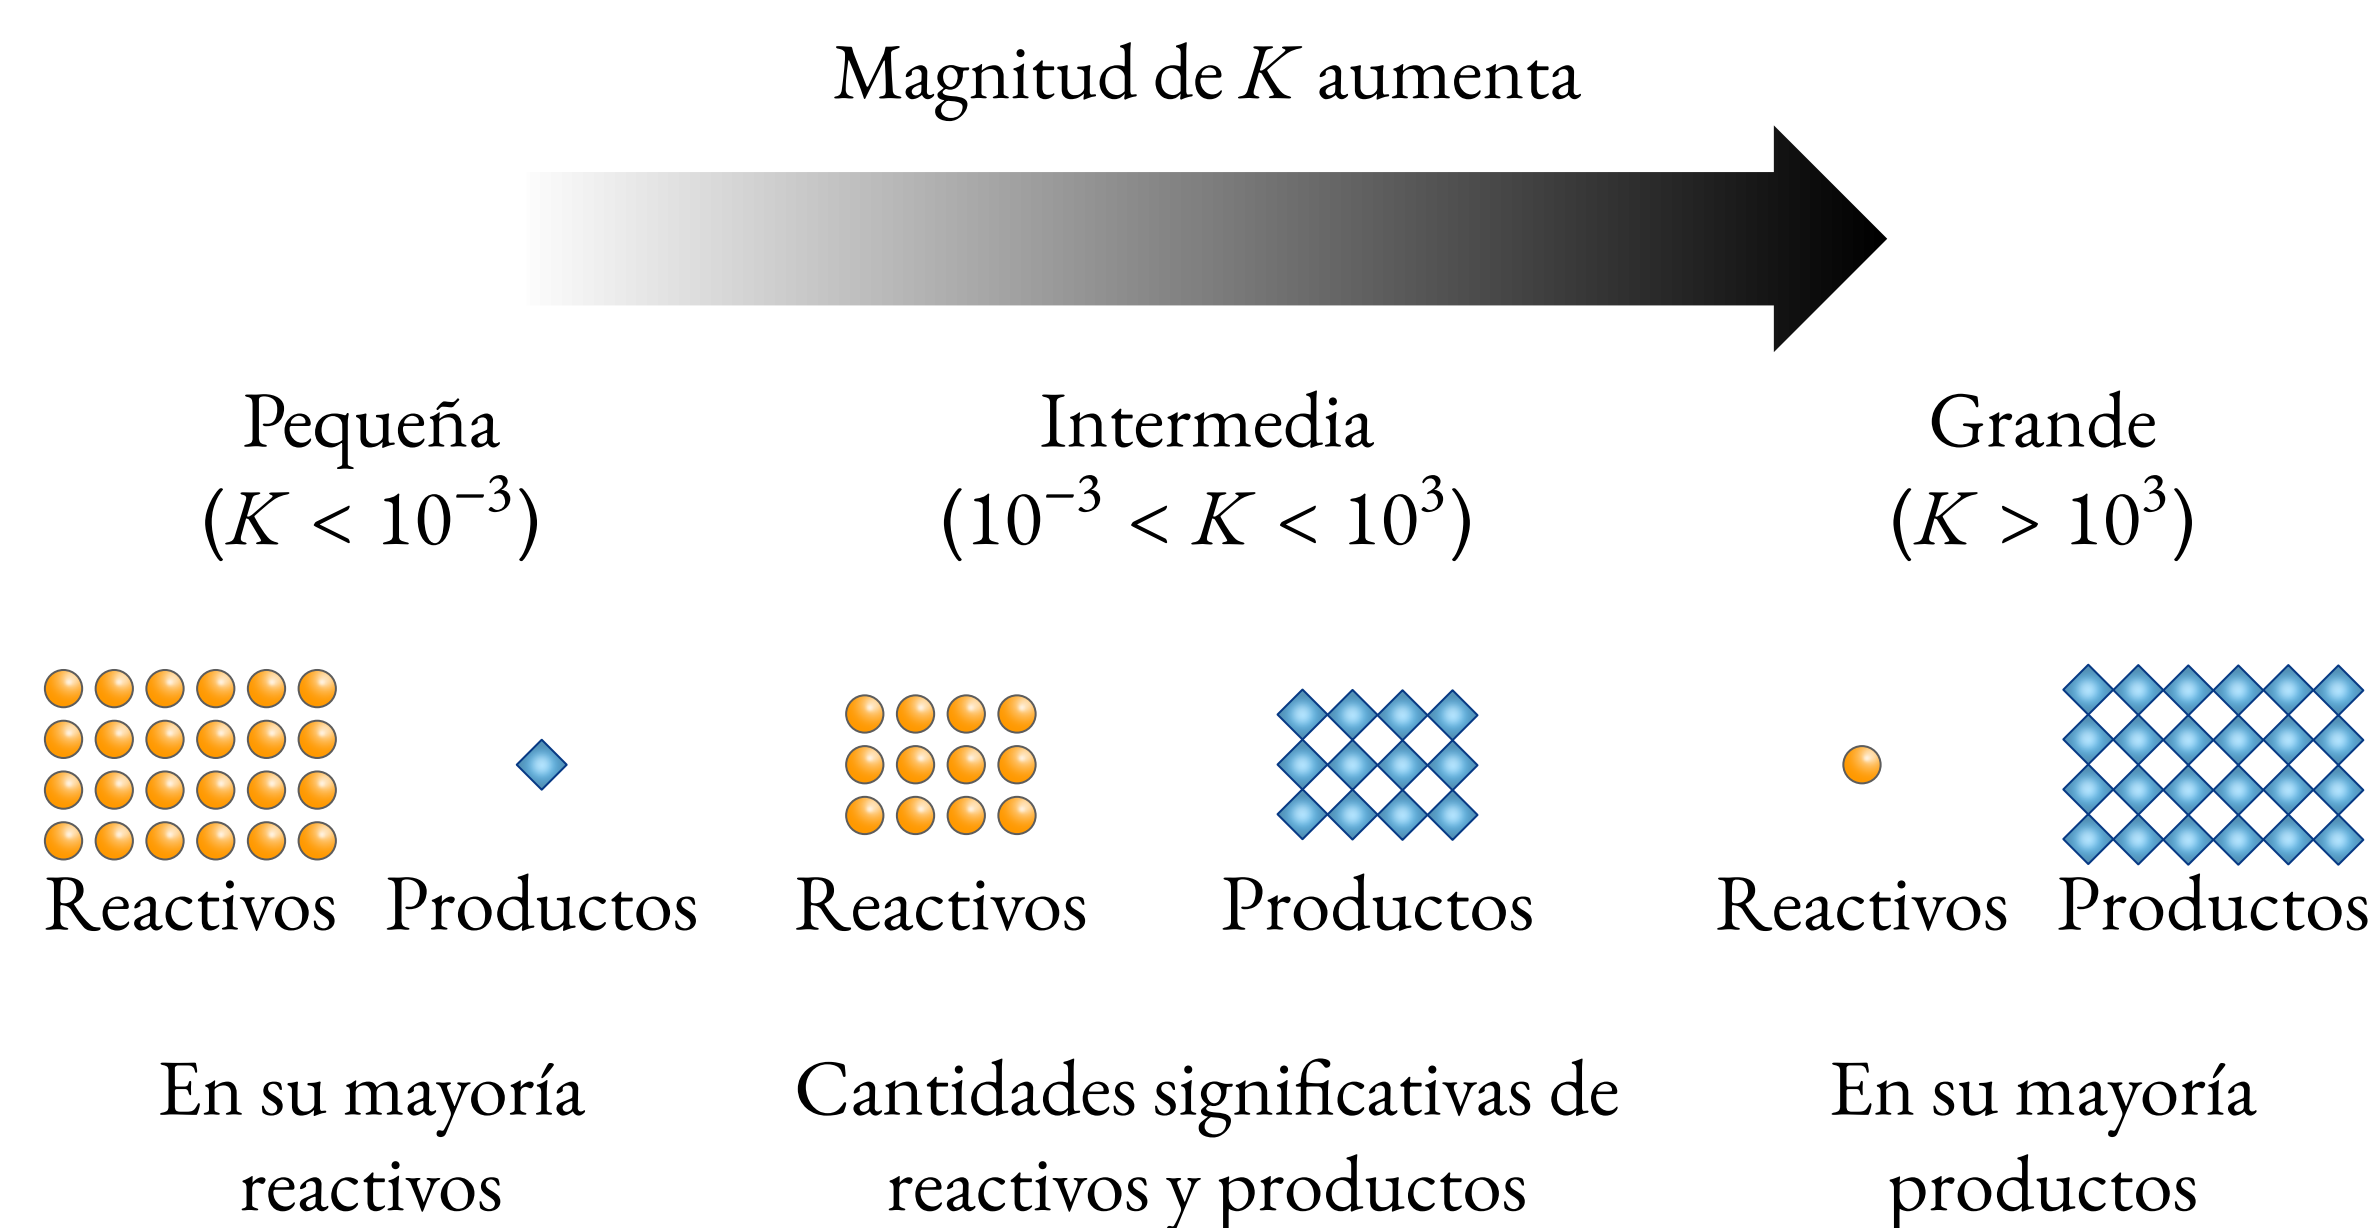 Magnitud de K aumenta
Pequeña
(K < 10⁻³)
Intermedia
(10⁻³ < K < 10³)
Grande
(K > 10³)
Reactivos
Productos
Reactivos
Productos
Reactivos
Productos
En su mayoría
reactivos
Cantidades significativas de
reactivos y productos
En su mayoría
productos